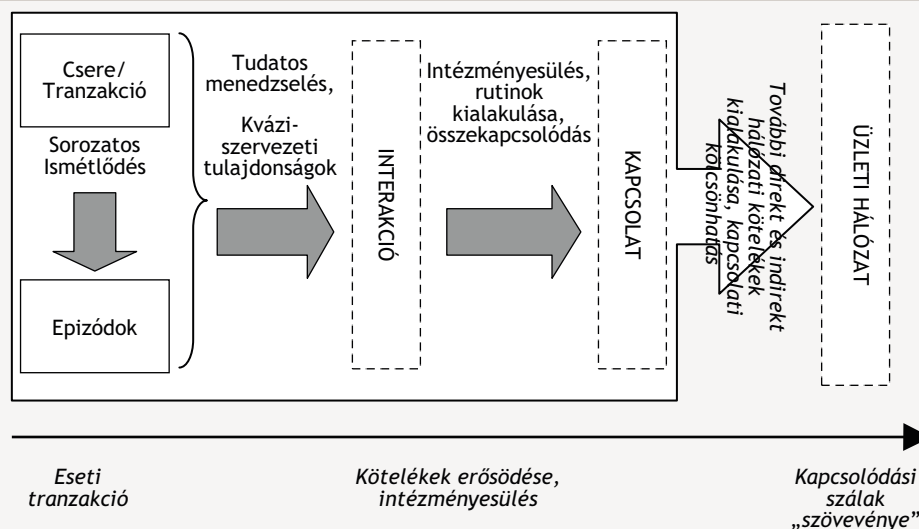 Csere/
Tranzakció
Sorozatos
Ismétlődés
Epizódok
Tudatos
menedzselés,
Kvázi-
szervezeti
tulajdonságok
INTERAKCIÓ
Intézményesülés,
rutinok
kialakulása,
összekapcsolódás
KAPCSOLAT
További direkt és indirekt
hálózati kötelékek
kialakulása, kapcsolati
kölcsönhatás
ÜZLETI HÁLÓZAT
Eseti
tranzakció
Kötelékek erősödése,
intézményesülés
Kapcsolódási
szálak
„szövevénye”